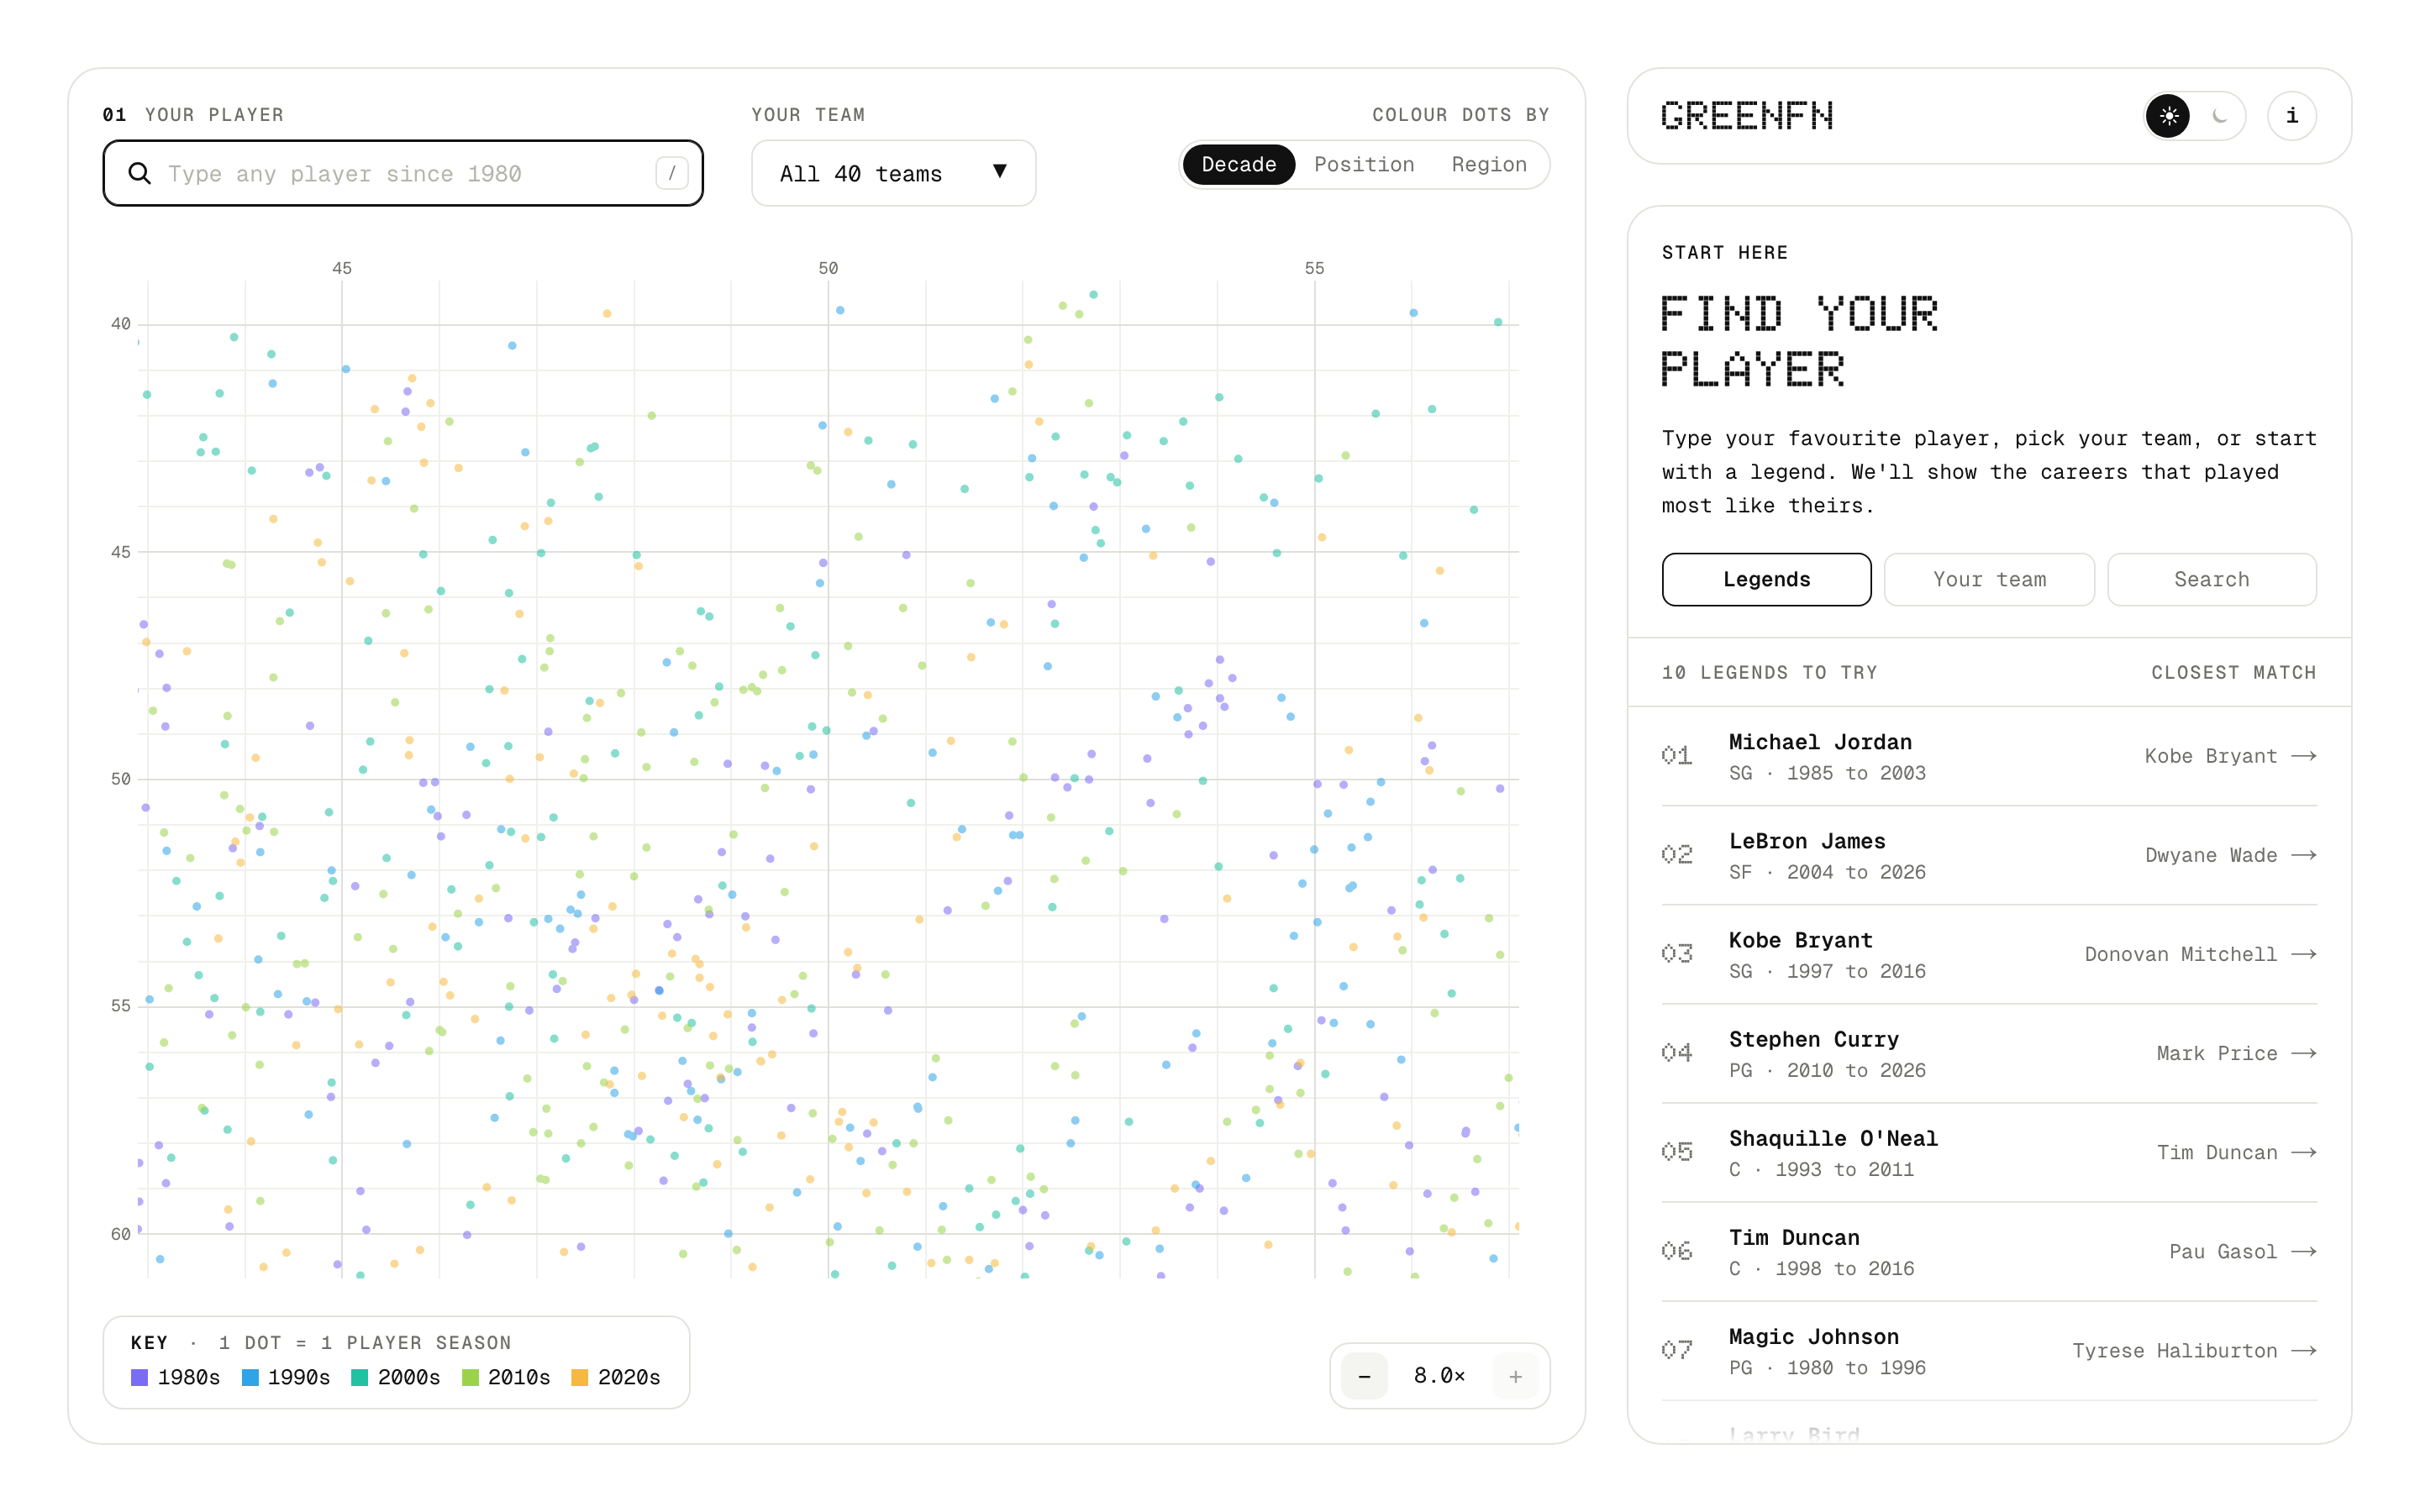 01 YOUR PLAYER
Type any player since 1980 /
YOUR TEAM
All 40 teams ▼
COLOUR DOTS BY
Decade Position Region
45 50 55
40
45
50
55
60
KEY · 1 DOT = 1 PLAYER SEASON
1980s 1990s 2000s 2010s 2020s
− 8.0× +
GREENFN
i
START HERE
FIND YOUR
PLAYER
Type your favourite player, pick your team, or start
with a legend. We'll show the careers that played
most like theirs.
Legends Your team Search
10 LEGENDS TO TRY CLOSEST MATCH
01 Michael Jordan Kobe Bryant →
SG · 1985 to 2003
02 LeBron James Dwyane Wade →
SF · 2004 to 2026
03 Kobe Bryant Donovan Mitchell →
SG · 1997 to 2016
04 Stephen Curry Mark Price →
PG · 2010 to 2026
05 Shaquille O'Neal Tim Duncan →
C · 1993 to 2011
06 Tim Duncan Pau Gasol →
C · 1998 to 2016
07 Magic Johnson Tyrese Haliburton →
PG · 1980 to 1996
Larry Bird